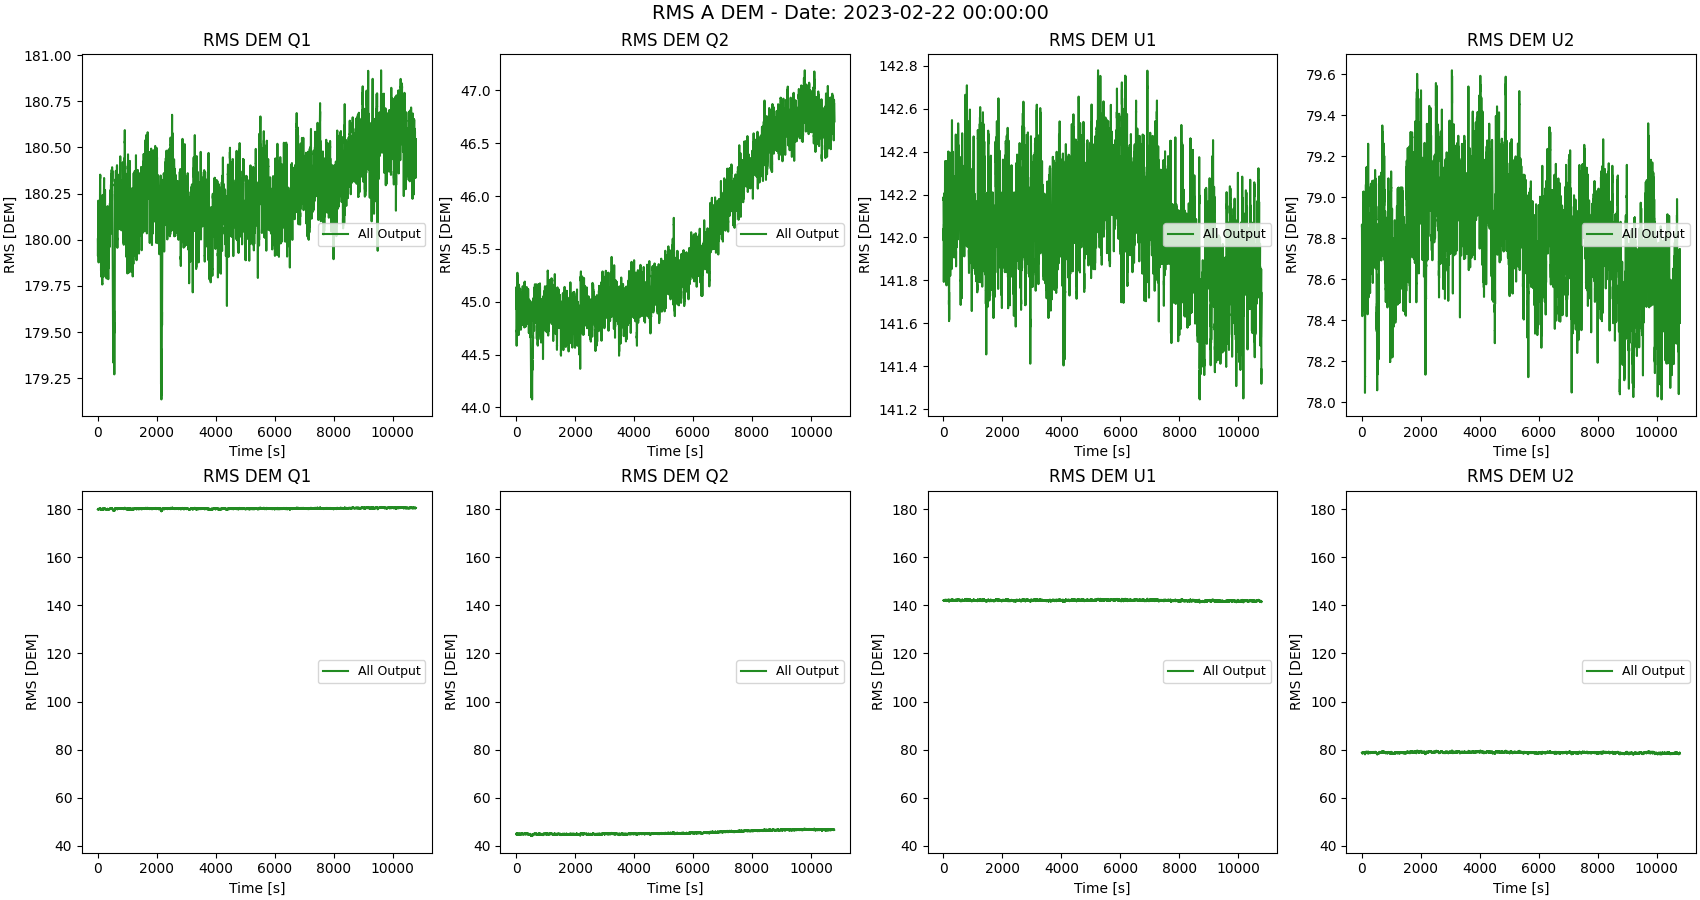 RMS A DEM - Date: 2023-02-22 00:00:00
RMS DEM Q1
RMS DEM Q2
RMS DEM U1
RMS DEM U2
RMS [DEM]
181.00
180.75
180.50
180.25
180.00
179.75
179.50
179.25
All Output
0 2000 4000 6000 8000 10000
Time [s]
RMS [DEM]
47.0
46.5
46.0
45.5
45.0
44.5
44.0
All Output
0 2000 4000 6000 8000 10000
Time [s]
RMS [DEM]
142.8
142.6
142.4
142.2
142.0
141.8
141.6
141.4
141.2
All Output
0 2000 4000 6000 8000 10000
Time [s]
RMS [DEM]
79.6
79.4
79.2
79.0
78.8
78.6
78.4
78.2
78.0
All Output
0 2000 4000 6000 8000 10000
Time [s]
RMS DEM Q1
RMS DEM Q2
RMS DEM U1
RMS DEM U2
RMS [DEM]
180
160
140
120
100
80
60
40
All Output
0 2000 4000 6000 8000 10000
Time [s]
RMS [DEM]
180
160
140
120
100
80
60
40
All Output
0 2000 4000 6000 8000 10000
Time [s]
RMS [DEM]
180
160
140
120
100
80
60
40
All Output
0 2000 4000 6000 8000 10000
Time [s]
RMS [DEM]
180
160
140
120
100
80
60
40
All Output
0 2000 4000 6000 8000 10000
Time [s]